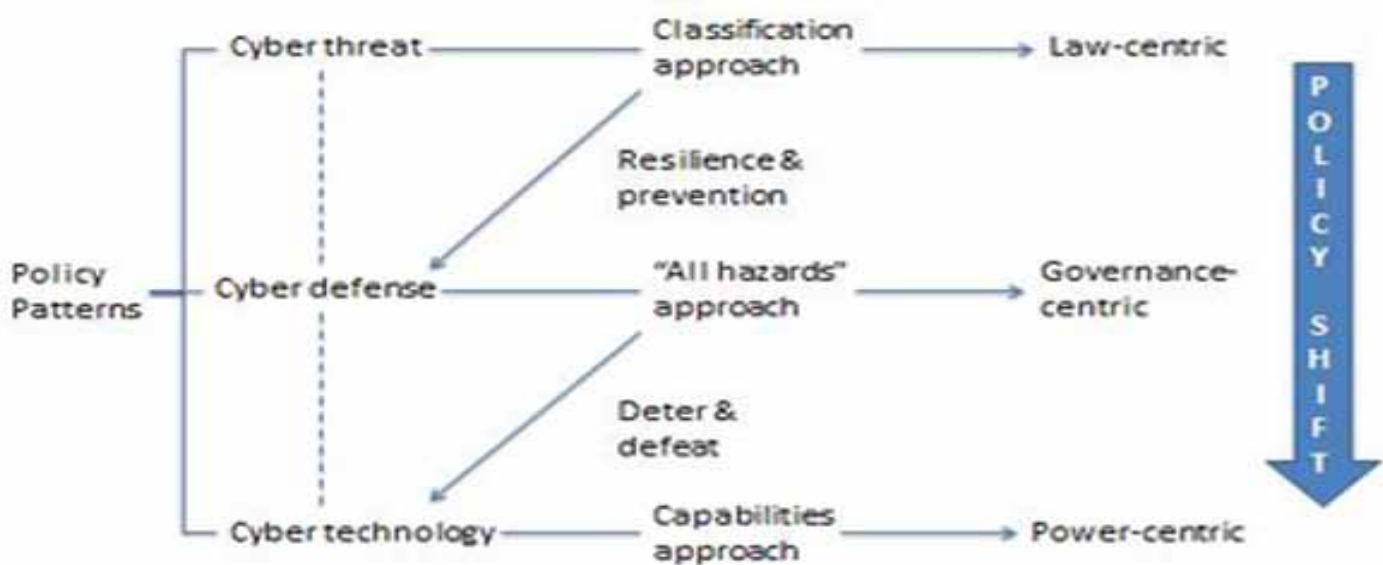 Cyber threat
Classification
approach
Law-centric
Resilience &
prevention
Policy
Patterns
Cyber defense
“All hazards”
approach
Governance-
centric
Deter &
defeat
Cyber technology
Capabilities
approach
Power-centric
POLICY SHIFT